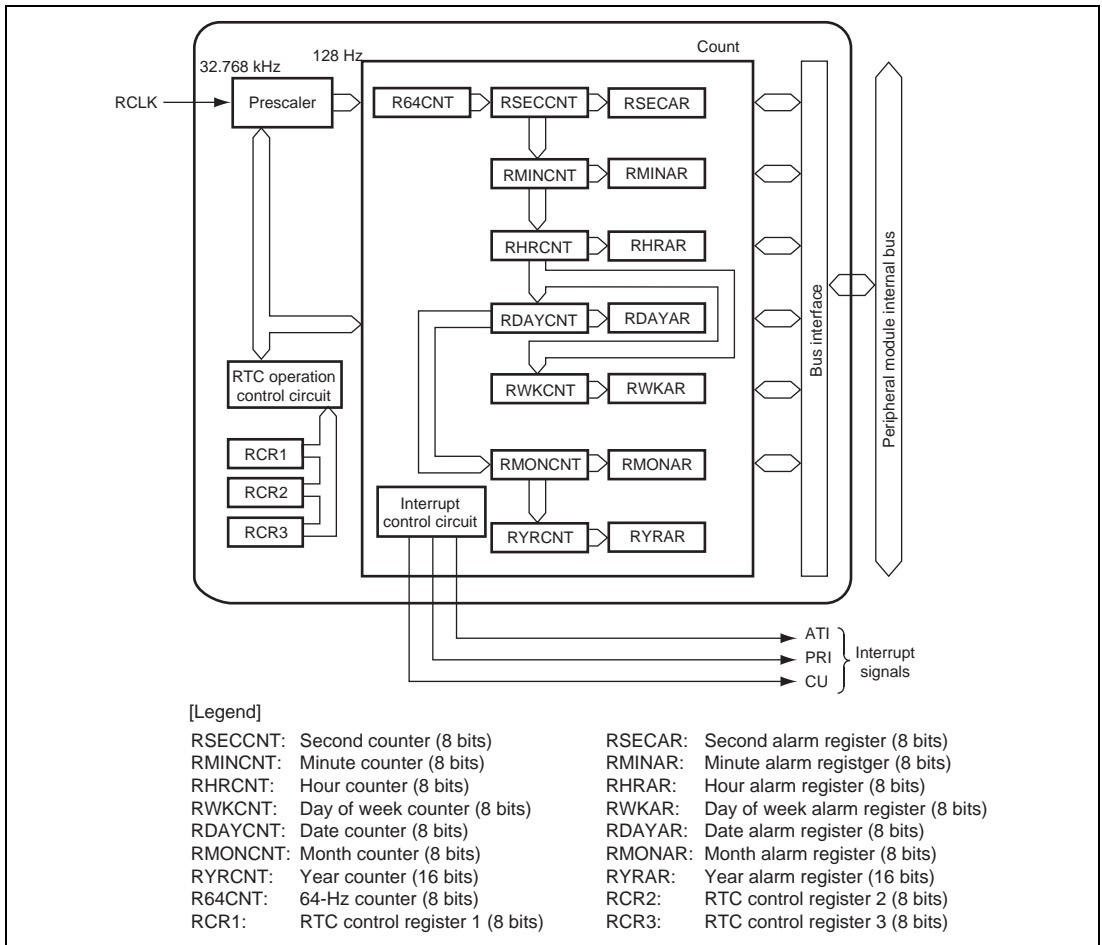 Count
128 Hz
32.768 kHz
RCLK
Prescaler
R64CNT
RSECCNT
RSECAR
RMINCNT
RMINAR
RHRCNT
RHRAR
RDAYCNT
RDAYAR
RTC operation
control circuit
RWKCNT
RWKAR
RCR1
RCR2
RCR3
RMONCNT
RMONAR
Interrupt
control circuit
RYRCNT
RYRAR
Bus interface
Peripheral module internal bus
ATI
PRI
CU
Interrupt
signals
[Legend]
RSECCNT: Second counter (8 bits)
RMINCNT: Minute counter (8 bits)
RHRCNT: Hour counter (8 bits)
RWKCNT: Day of week counter (8 bits)
RDAYCNT: Date counter (8 bits)
RMONCNT: Month counter (8 bits)
RYRCNT: Year counter (16 bits)
R64CNT: 64-Hz counter (8 bits)
RCR1: RTC control register 1 (8 bits)
RSECAR: Second alarm register (8 bits)
RMINAR: Minute alarm registger (8 bits)
RHRAR: Hour alarm register (8 bits)
RWKAR: Day of week alarm register (8 bits)
RDAYAR: Date alarm register (8 bits)
RMONAR: Month alarm register (8 bits)
RYRAR: Year alarm register (16 bits)
RCR2: RTC control register 2 (8 bits)
RCR3: RTC control register 3 (8 bits)